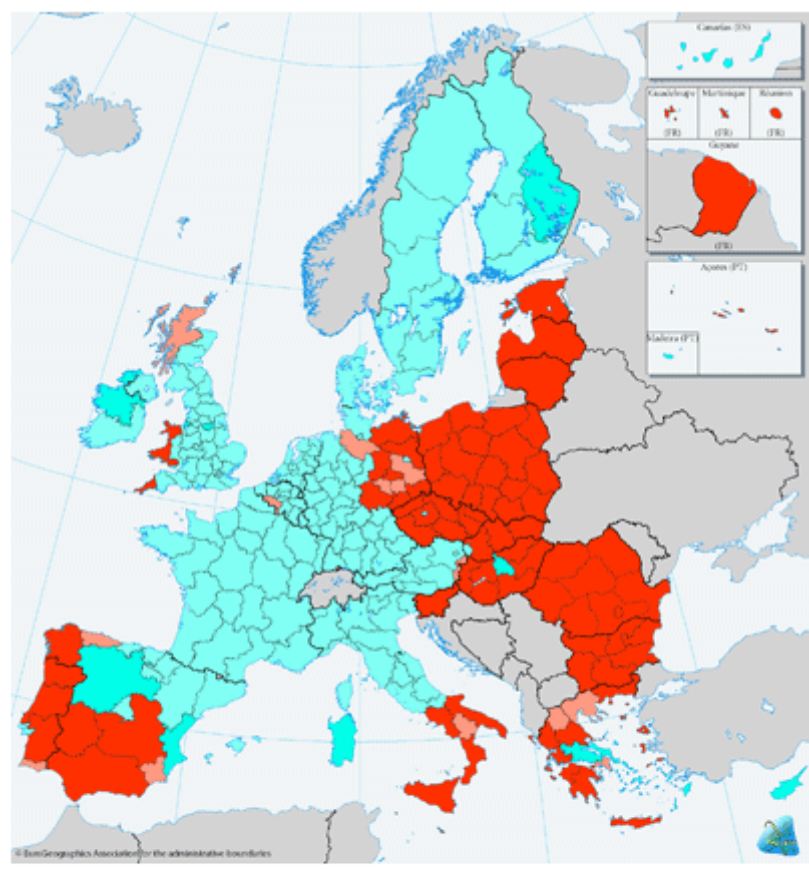 Canarias (ES)
Guadeloupe
Martinique
Réunion
(FR)
(FR)
(FR)
Guyane
(FR)
Açores (PT)
Madeira (PT)
© EuroGeographics Association for the administrative boundaries